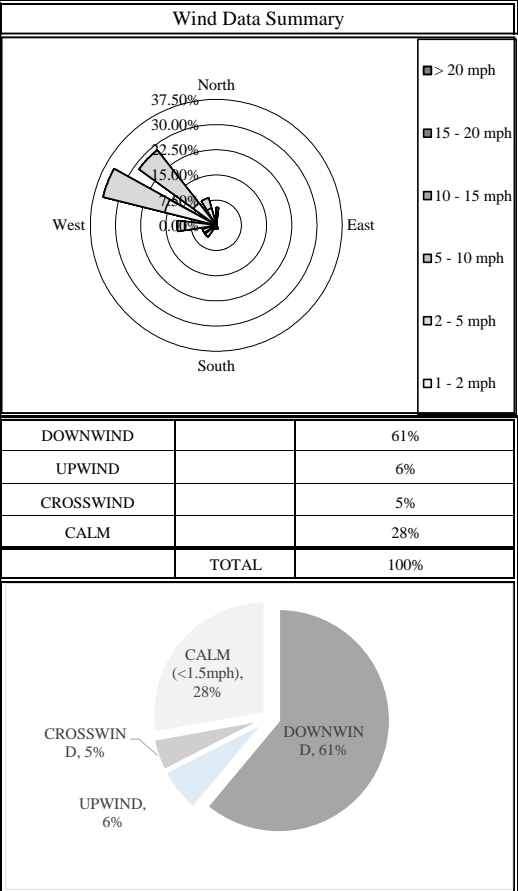 Wind Data Summary
North
37.50%
30.00%
22.50%
15.00%
7.50%
0.00%
West
East
South
> 20 mph
15 - 20 mph
10 - 15 mph
5 - 10 mph
2 - 5 mph
1 - 2 mph
DOWNWIND 61%
UPWIND 6%
CROSSWIND 5%
CALM 28%
TOTAL 100%
CALM
(<1.5mph),
28%
CROSSWIN
D, 5%
DOWNWIN
D, 61%
UPWIND,
6%